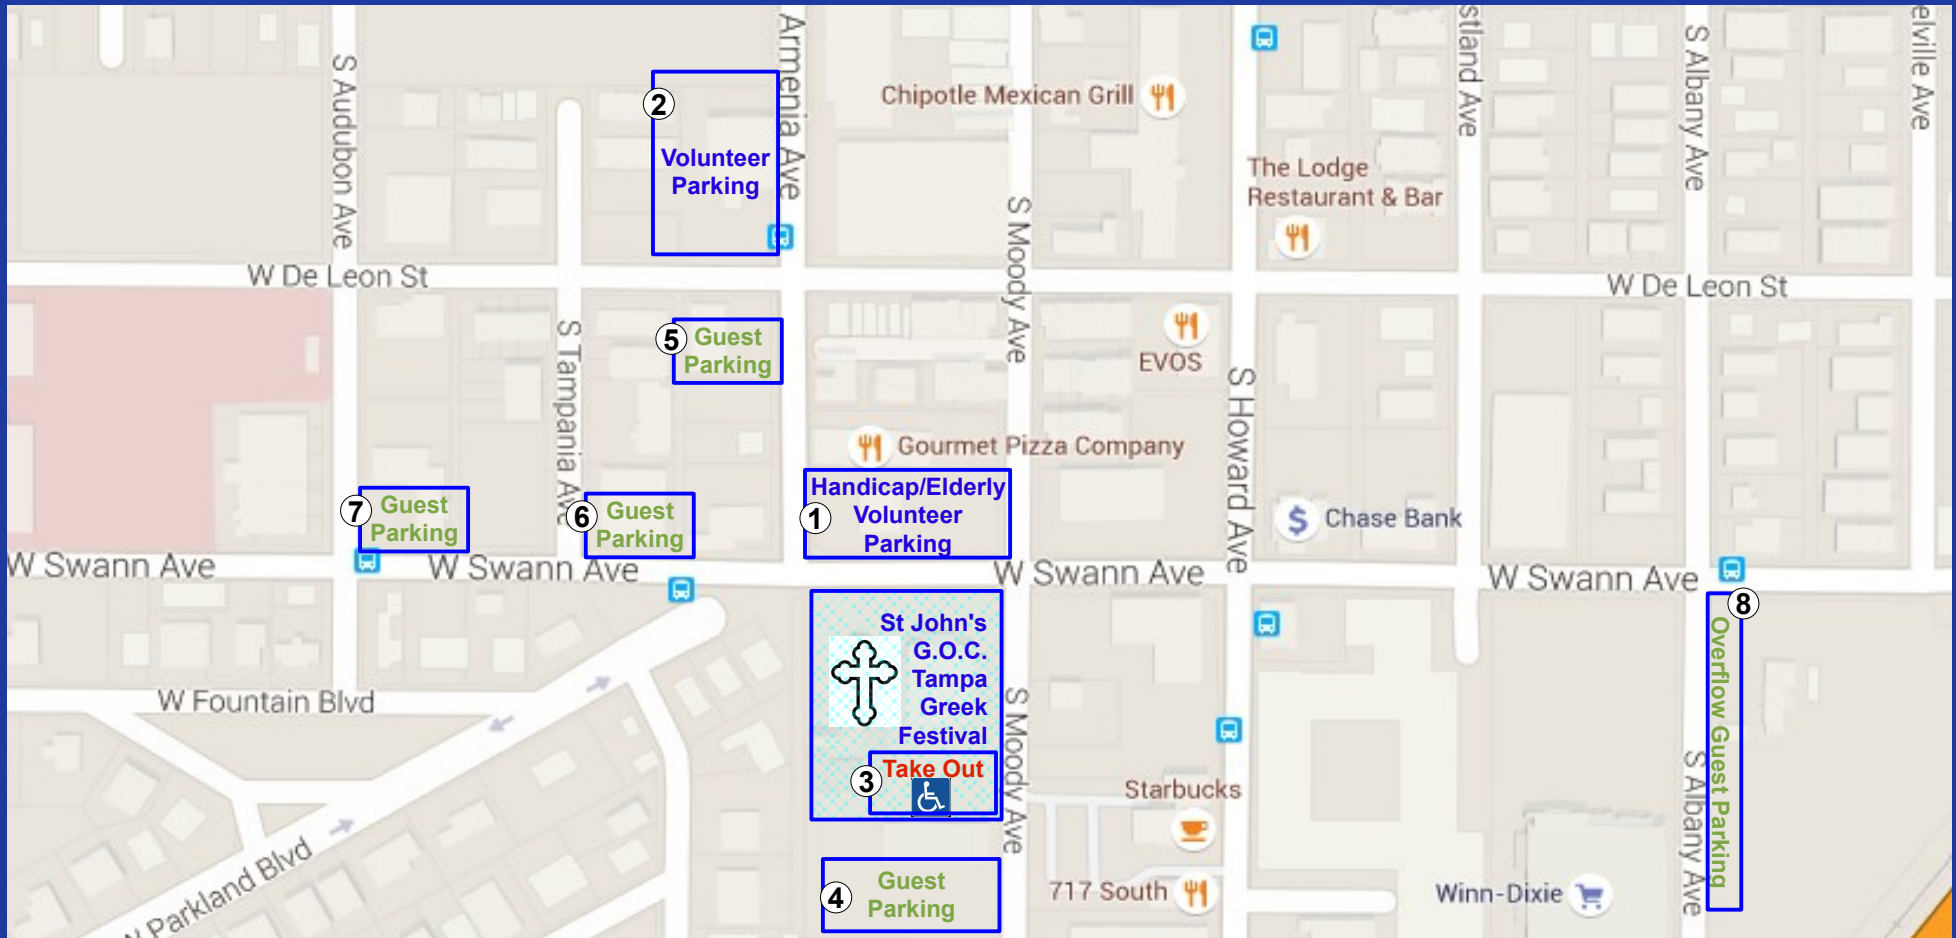 S Audubon Ave
Armenia Ave
stland Ave
S Albany Ave
elville Ave
2
Volunteer
Parking
Chipotle Mexican Grill
The Lodge
Restaurant & Bar
S Moody Ave
W De Leon St
W De Leon St
5
Guest
Parking
S Tampania Ave
EVOS
S Howard Ave
Gourmet Pizza Company
7
Guest
Parking
6
Guest
Parking
1
Handicap/Elderly
Volunteer
Parking
Chase Bank
W Swann Ave
W Swann Ave
W Swann Ave
W Swann Ave
St John's
G.O.C.
Tampa
Greek
Festival
3
Take Out
S Moody Ave
8
Overflow Guest Parking
S Albany Ave
W Fountain Blvd
W Parkland Blvd
Starbucks
4
Guest
Parking
717 South
Winn-Dixie